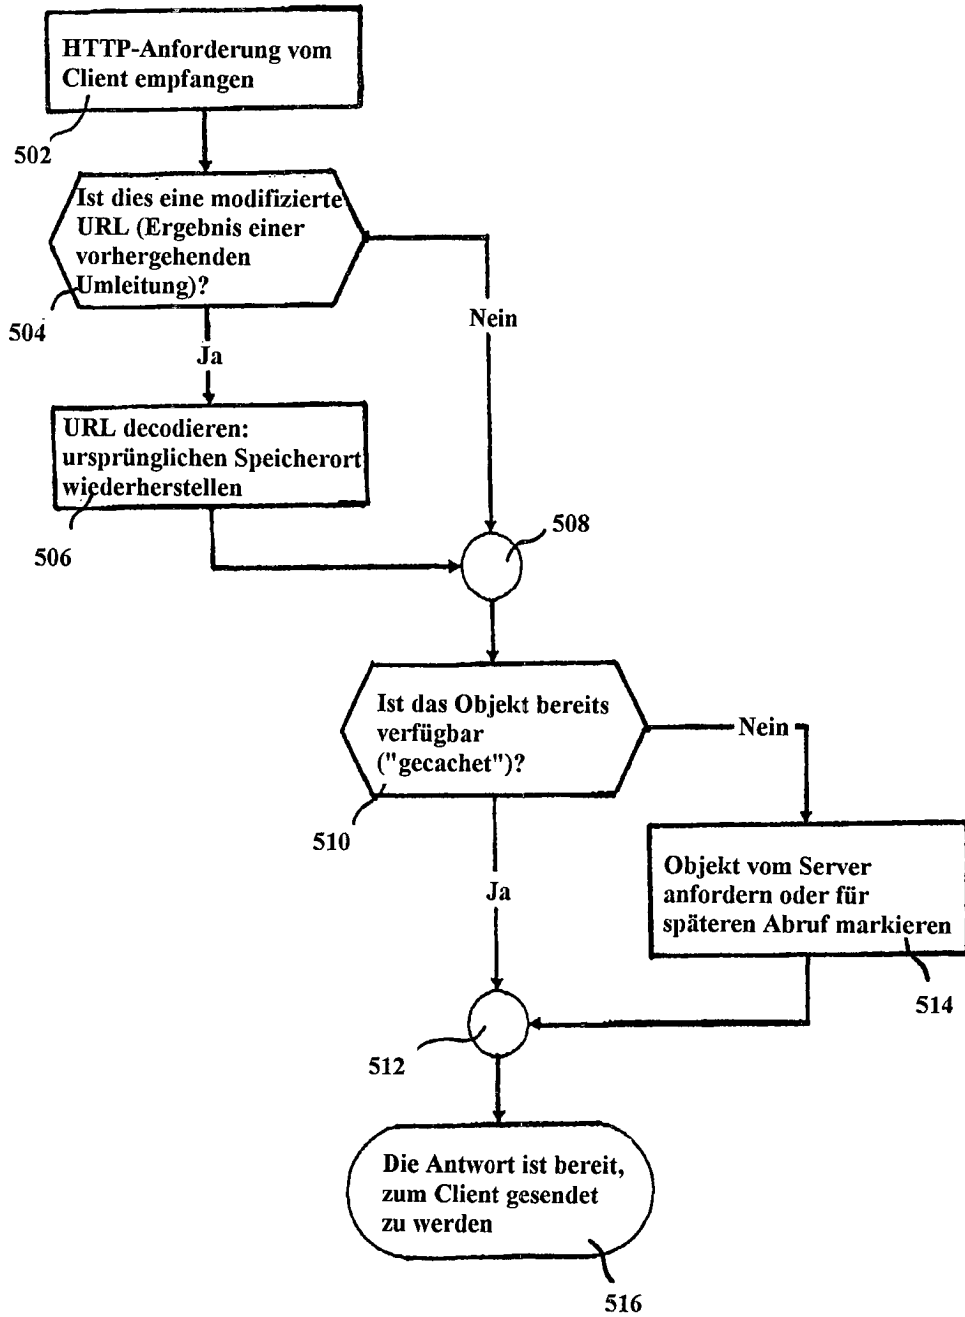 HTTP-Anforderung vom
Client empfangen
502
Ist dies eine modifizierte
URL (Ergebnis einer
vorhergehenden
Umleitung)?
504
Nein
Ja
URL decodieren:
ursprünglichen Speicherort
wiederherstellen
506
508
Ist das Objekt bereits
verfügbar
("gecachet")?
510
Nein
Objekt vom Server
anfordern oder für
späteren Abruf markieren
514
Ja
512
Die Antwort ist bereit,
zum Client gesendet
zu werden
516